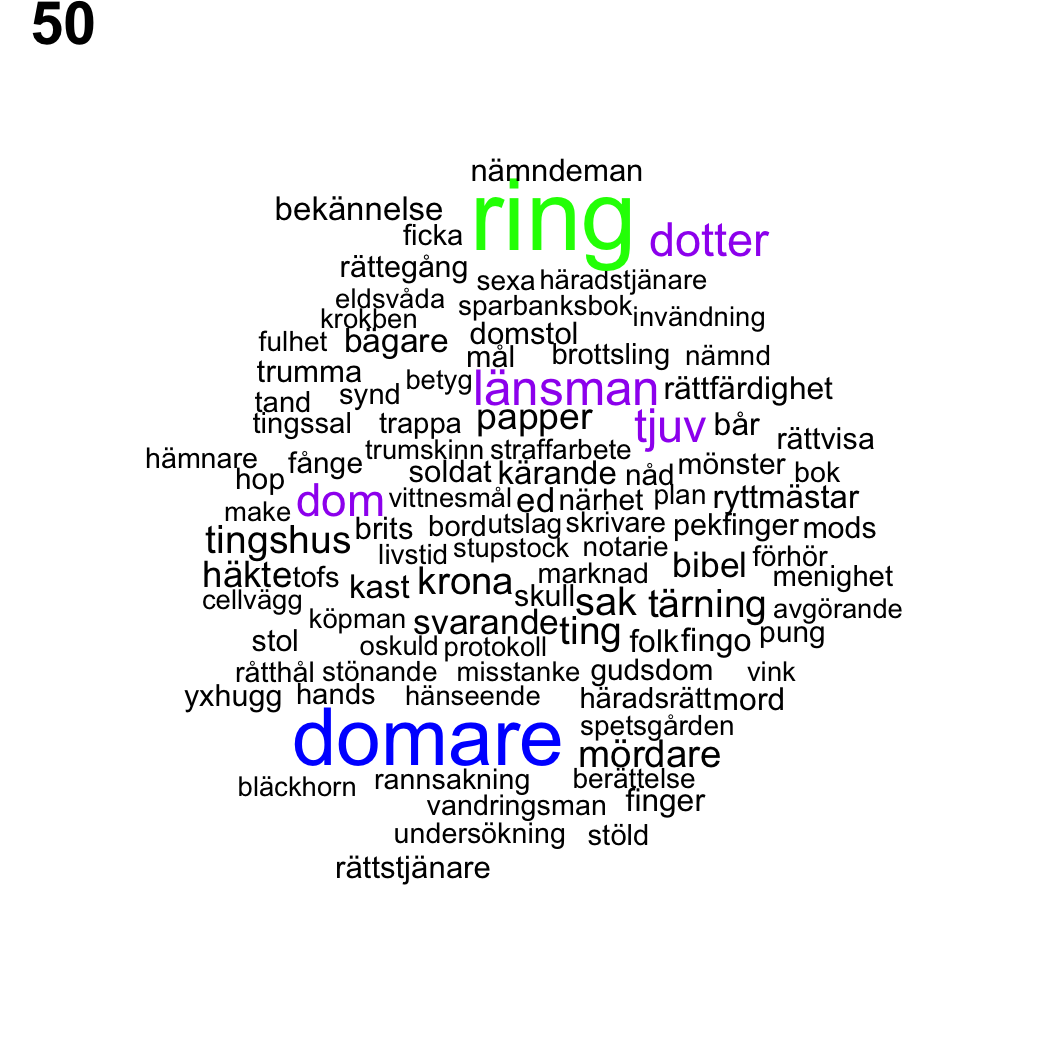 50
nämndeman
bekännelse ring
ficka dotter
rättegång sexa häradstjänare
eldsvåda sparbanksbok invändning
krokben domstol
fulhet bägare mål brottsling nämnd
trumma betyg länsman rättfärdighet
tand synd papper tjuv bår
tingssal trappa rättvisa
hämnare fånge trumskinn straffarbete mönster
hop soldat kärande nåd bok
make dom vittnesmål ed närhet plan ryttmästar
tingshus brits bord utslag skrivare pekfinger mods
livstid stupstock notarie förhör
häkte tofs kast krona marknad bibel menighet
cellvägg skull sak tärning avgörande
köpman svarande ting folk fingo pung
stol oskuld protokoll
råtthål stönande misstanke gudsdom vink
yxhugg hands hänseende häradsrätt mord
domare spetsgården
mördare
bläckhorn rannsakning berättelse
vandringsman finger
undersökning stöld
rättstjänare